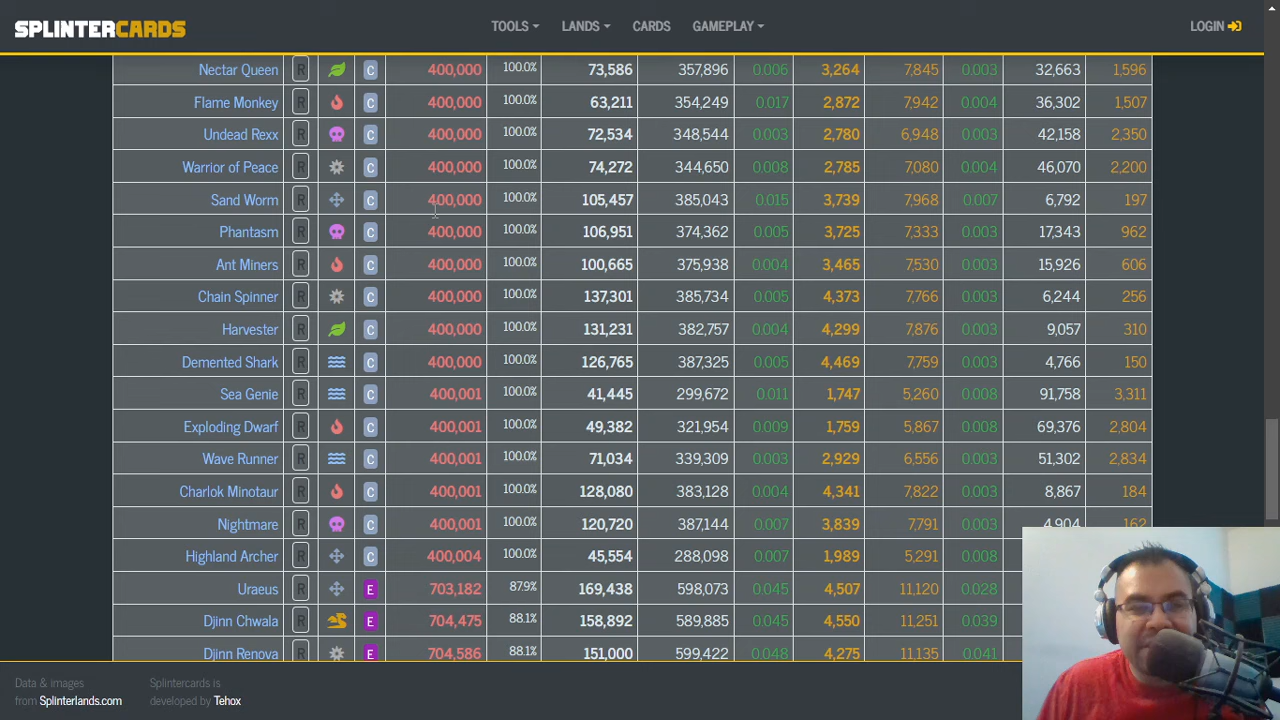 SPLINTERCARDS TOOLS LANDS CARDS GAMEPLAY LOGIN
Nectar Queen R C 400,000 100.0% 73,586 357,896 0.006 3,264 7,845 0.003 32,663 1,596
Flame Monkey R C 400,000 100.0% 63,211 354,249 0.017 2,872 7,942 0.004 36,302 1,507
Undead Rexx R C 400,000 100.0% 72,534 348,544 0.003 2,780 6,948 0.004 42,158 2,350
Warrior of Peace R C 400,000 100.0% 74,272 344,650 0.008 2,785 7,080 0.004 46,070 2,200
Sand Worm R C 400,000 100.0% 105,457 385,043 0.015 3,739 7,968 0.007 6,792 197
Phantasm R C 400,000 100.0% 106,951 374,362 0.005 3,725 7,333 0.003 17,343 962
Ant Miners R C 400,000 100.0% 100,665 375,938 0.004 3,465 7,530 0.003 15,926 606
Chain Spinner R C 400,000 100.0% 137,301 385,734 0.005 4,373 7,766 0.003 6,244 256
Harvester R C 400,000 100.0% 131,231 382,757 0.004 4,299 7,876 0.003 9,057 310
Demented Shark R C 400,000 100.0% 126,765 387,325 0.005 4,469 7,759 0.003 4,766 150
Sea Genie R C 400,001 100.0% 41,445 299,672 0.011 1,747 5,260 0.008 91,758 3,311
Exploding Dwarf R C 400,001 100.0% 49,382 321,954 0.009 1,759 5,867 0.008 69,376 2,804
Wave Runner R C 400,001 100.0% 71,034 339,309 0.003 2,929 6,556 0.003 51,302 2,834
Charlok Minotaur R C 400,001 100.0% 128,080 383,128 0.004 4,341 7,822 0.003 8,867 184
Nightmare R C 400,001 100.0% 120,720 387,144 0.007 3,839 7,791 0.003 4,904 162
Highland Archer R C 400,004 100.0% 45,554 288,098 0.007 1,989 5,291 0.008
Uraeus R E 703,182 87.9% 169,438 598,073 0.045 4,507 11,120 0.028
Djinn Chwala R E 704,475 88.1% 158,892 589,885 0.045 4,550 11,251 0.039
Djinn Renova R E 704,586 88.1% 151,000 599,422 0.048 4,275 11,135 0.041
Data & images
from Splinterlands.com
Splintercards is
developed by Tehox